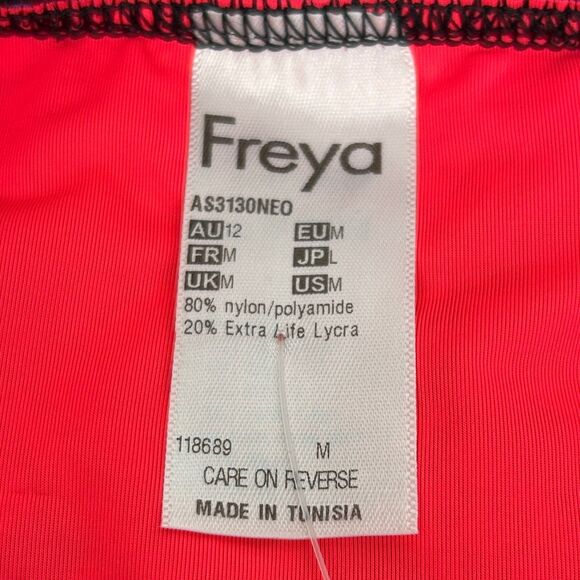 Freya
AS3130NEO
AU12 EUM
FRM JPL
UKM USM
80% nylon/polyamide
20% Extra Life Lycra
118689 M
CARE ON REVERSE
MADE IN TUNISIA